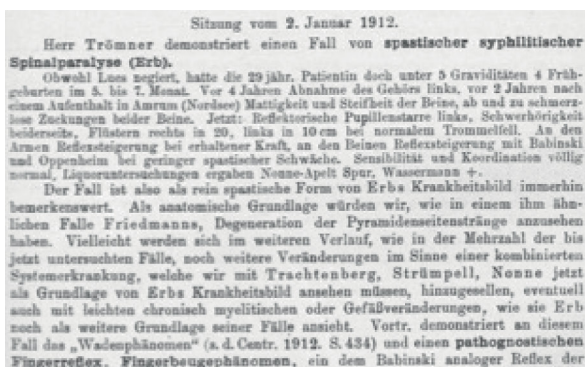 Sitzung vom 2. Januar 1912.
Herr Trömner demonstriert einen Fall von spastischer syphilitischer
Spinalparalyse (Erb).
Obwohl Lues negiert, hatte die 29 jähr. Patientin doch unter 5 Graviditäten 4 Früh-
geburten im 5. bis 7. Monat. Vor 4 Jahren Abnahme des Gehörs links, vor 2 Jahren nach
einem Aufenthalt in Amrum (Nordsee) Mattigkeit und Steifheit der Beine, ab und zu schmerz-
lose Zuckungen beider Beine. Jetzt: Reflektorische Pupillenstarre links, Schwerhörigkeit
beiderseits, Flüstern rechts in 20, links in 10 cm bei normalem Trommelfell. An den
Armen Reflexsteigerung bei erhaltener Kraft, an den Beinen Reflexsteigerung mit Babinski
und Oppenheim bei geringer spastischer Schwäche. Sensibilität und Koordination völlig
normal, Liquoruntersuchungen ergaben Nonne-Apelt Spur, Wassermann +.
Der Fall ist also als rein spastische Form von Erbs Krankheitsbild immerhin
bemerkenswert. Als anatomische Grundlage würden wir, wie in einem ihm ähn-
lichen Falle Friedmanns, Degeneration der Pyramidenseitenstränge anzusehen
haben. Vielleicht werden sich im weiteren Verlauf, wie in der Mehrzahl der bis
jetzt untersuchten Fälle, noch weitere Veränderungen im Sinne einer kombinierten
Systemerkrankung, welche wir mit Trachtenberg, Strümpell, Nonne jetzt
als Grundlage von Erbs Krankheitsbild ansehen müssen, hinzugesellen, eventuell
auch mit leichten chronisch myelitischen oder Gefäßveränderungen, wie sie Erb
noch als weitere Grundlage seiner Fälle ansieht. Vortr. demonstriert an diesem
Fall das „Wadenphänomen“ (s. d. Centr. 1912. S. 434) und einen pathognostischen
Fingerreflex, Fingerbeugephänomen, ein dem Babinski analoger Reflex der